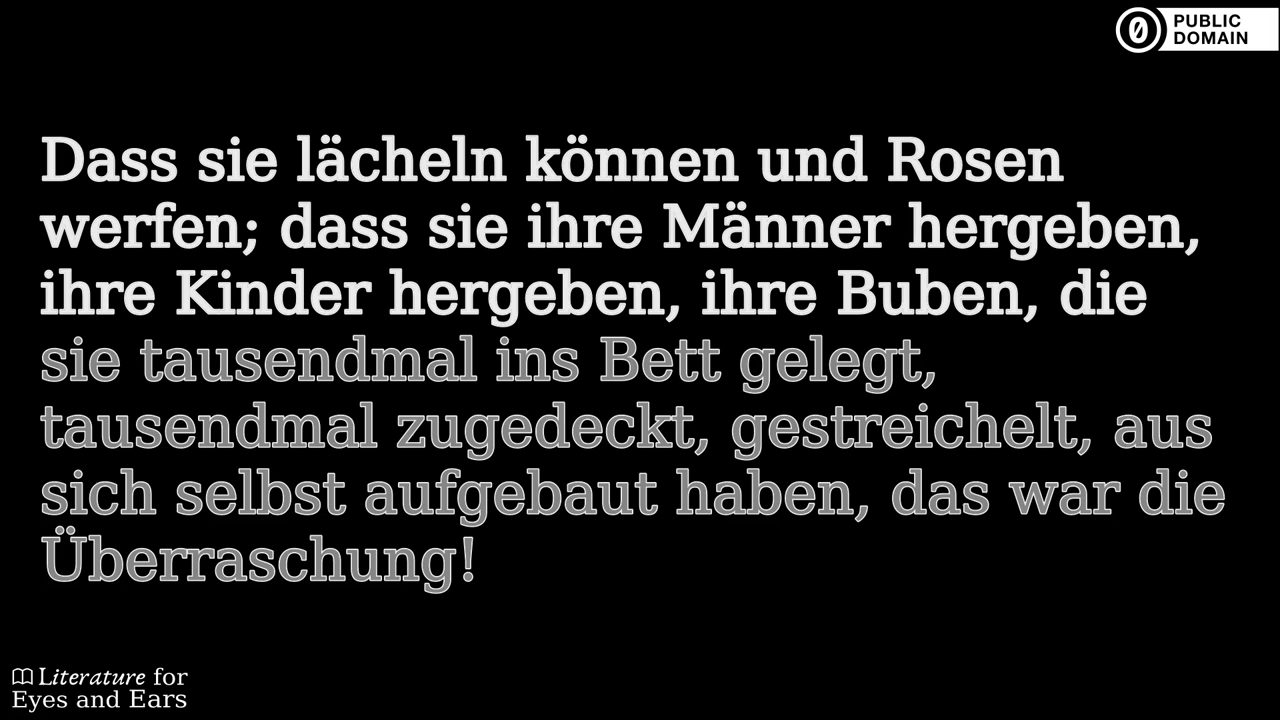 PUBLIC
DOMAIN
Dass sie lächeln können und Rosen
werfen; dass sie ihre Männer hergeben,
ihre Kinder hergeben, ihre Buben, die
sie tausendmal ins Bett gelegt,
tausendmal zugedeckt, gestreichelt, aus
sich selbst aufgebaut haben, das war die
Überraschung!
Literature for
Eyes and Ears